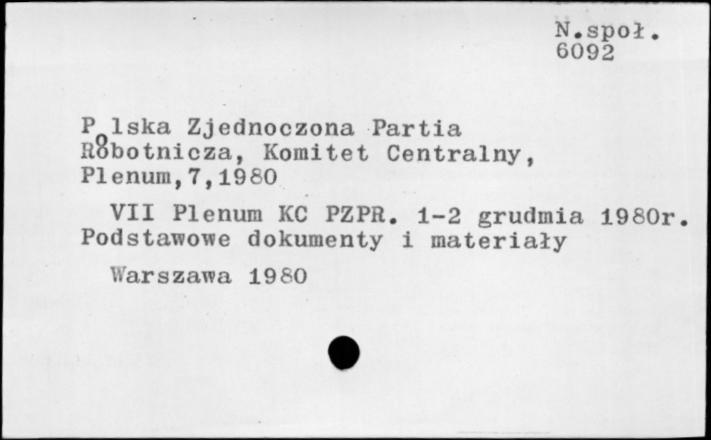 N.społ.
6092
Polska Zjednoczona Partia
Robotnicza, Komitet Centralny,
Plenum,7,1980
VII Plenum KC PZPR. 1-2 grudmia 1980r.
Podstawowe dokumenty i materiały
Warszawa 1980